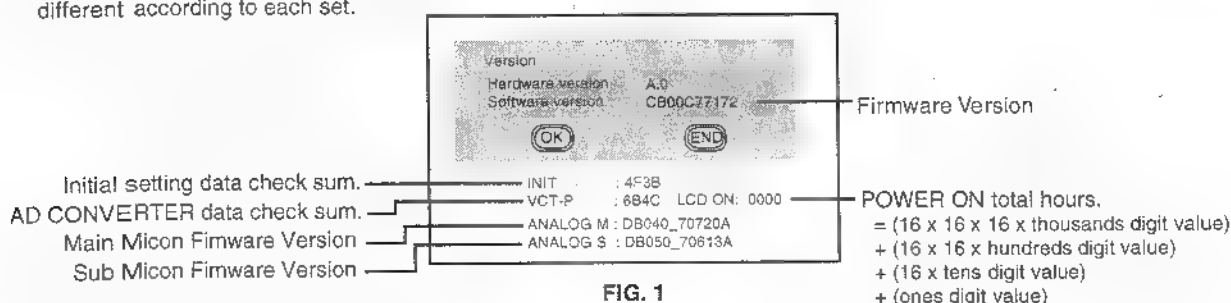 different according to each set.
Version
Hardware version A.0
Software version CB00C77172
Firmware Version
OK END
Initial setting data check sum.
INIT : 4F3B
AD CONVERTER data check sum.
VCT-P : 6B4C LCD ON: 0000
POWER ON total hours.
= (16 x 16 x 16 x thousands digit value)
+ (16 x 16 x hundreds digit value)
+ (16 x tens digit value)
+ (ones digit value)
Main Micon Fimware Version
ANALOG M : DB040_70720A
Sub Micon Fimware Version
ANALOG S : DB050_70613A
FIG. 1